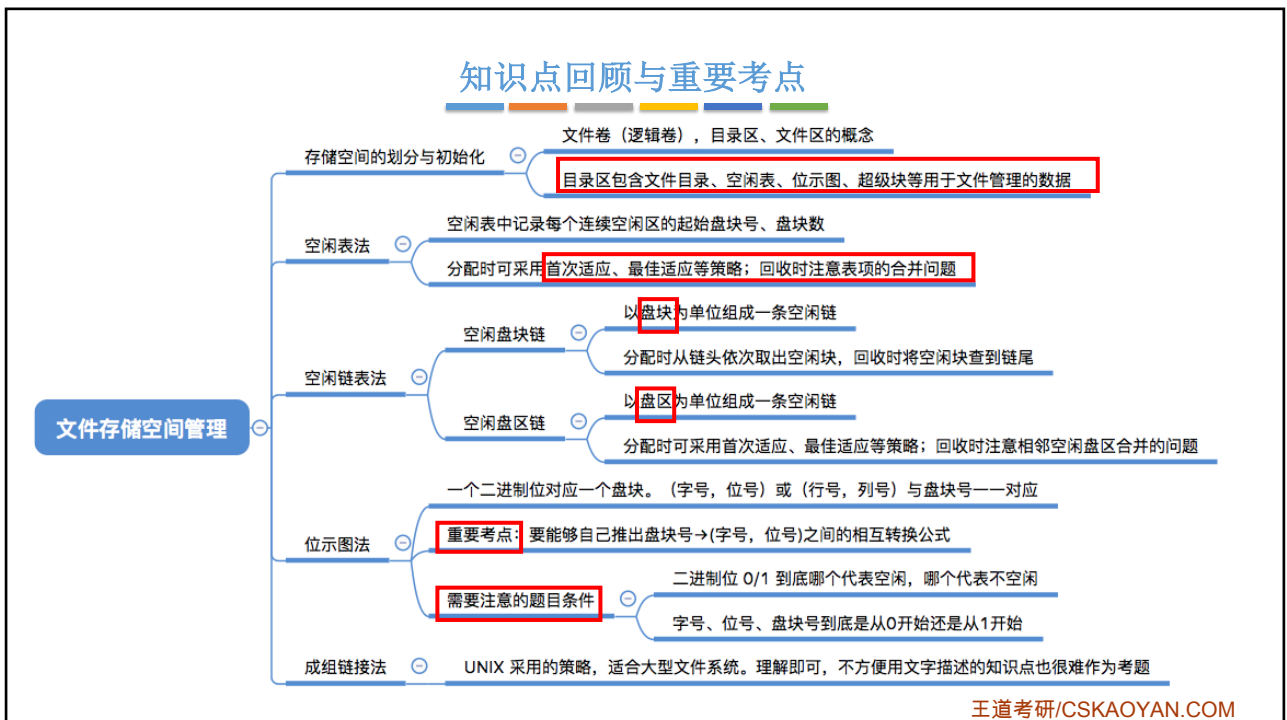 知识点回顾与重要考点
文件存储空间管理
存储空间的划分与初始化
文件卷（逻辑卷），目录区、文件区的概念
目录区包含文件目录、空闲表、位示图、超级块等用于文件管理的数据
空闲表法
空闲表中记录每个连续空闲区的起始盘块号、盘块数
分配时可采用首次适应、最佳适应等策略；回收时注意表项的合并问题
空闲链表法
空闲盘块链
以盘块为单位组成一条空闲链
分配时从链头依次取出空闲块，回收时将空闲块查到链尾
空闲盘区链
以盘区为单位组成一条空闲链
分配时可采用首次适应、最佳适应等策略；回收时注意相邻空闲盘区合并的问题
位示图法
一个二进制位对应一个盘块。（字号，位号）或（行号，列号）与盘块号一一对应
重要考点：要能够自己推出盘块号→(字号，位号)之间的相互转换公式
需要注意的题目条件
二进制位 0/1 到底哪个代表空闲，哪个代表不空闲
字号、位号、盘块号到底是从0开始还是从1开始
成组链接法
UNIX 采用的策略，适合大型文件系统。理解即可，不方便用文字描述的知识点也很难作为考题
王道考研/CSKAOYAN.COM